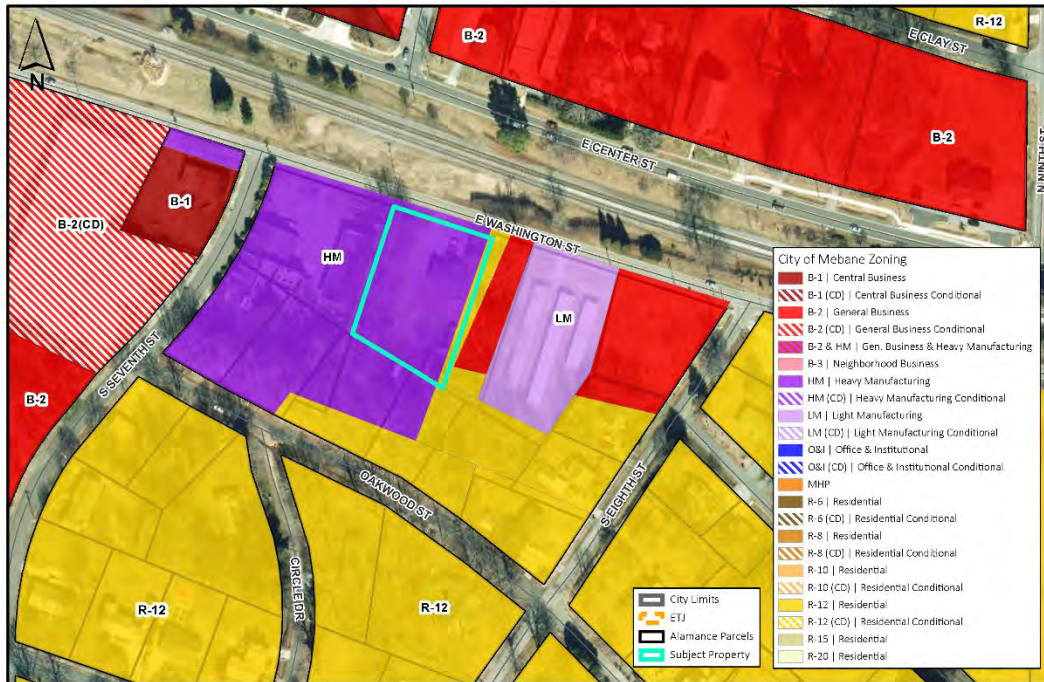 B-2
R-12
E CLAY ST
N
E CENTER ST
B-2
N NINTH ST
B-1
B-2(CD)
E WASHINGTON ST
HM
LM
S SEVENTH ST
B-2
OAKWOOD ST
S EIGHTH ST
CIRCLE DR
R-12
R-12
City of Mebane Zoning
B-1 | Central Business
B-1 (CD) | Central Business Conditional
B-2 | General Business
B-2 (CD) | General Business Conditional
B-2 & HM | Gen. Business & Heavy Manufacturing
B-3 | Neighborhood Business
HM | Heavy Manufacturing
HM (CD) | Heavy Manufacturing Conditional
LM | Light Manufacturing
LM (CD) | Light Manufacturing Conditional
O&I | Office & Institutional
O&I (CD) | Office & Institutional Conditional
MHP
R-6 | Residential
R-6 (CD) | Residential Conditional
R-8 | Residential
R-8 (CD) | Residential Conditional
R-10 | Residential
R-10 (CD) | Residential Conditional
R-12 | Residential
R-12 (CD) | Residential Conditional
R-15 | Residential
R-20 | Residential
City Limits
ETJ
Alamance Parcels
Subject Property